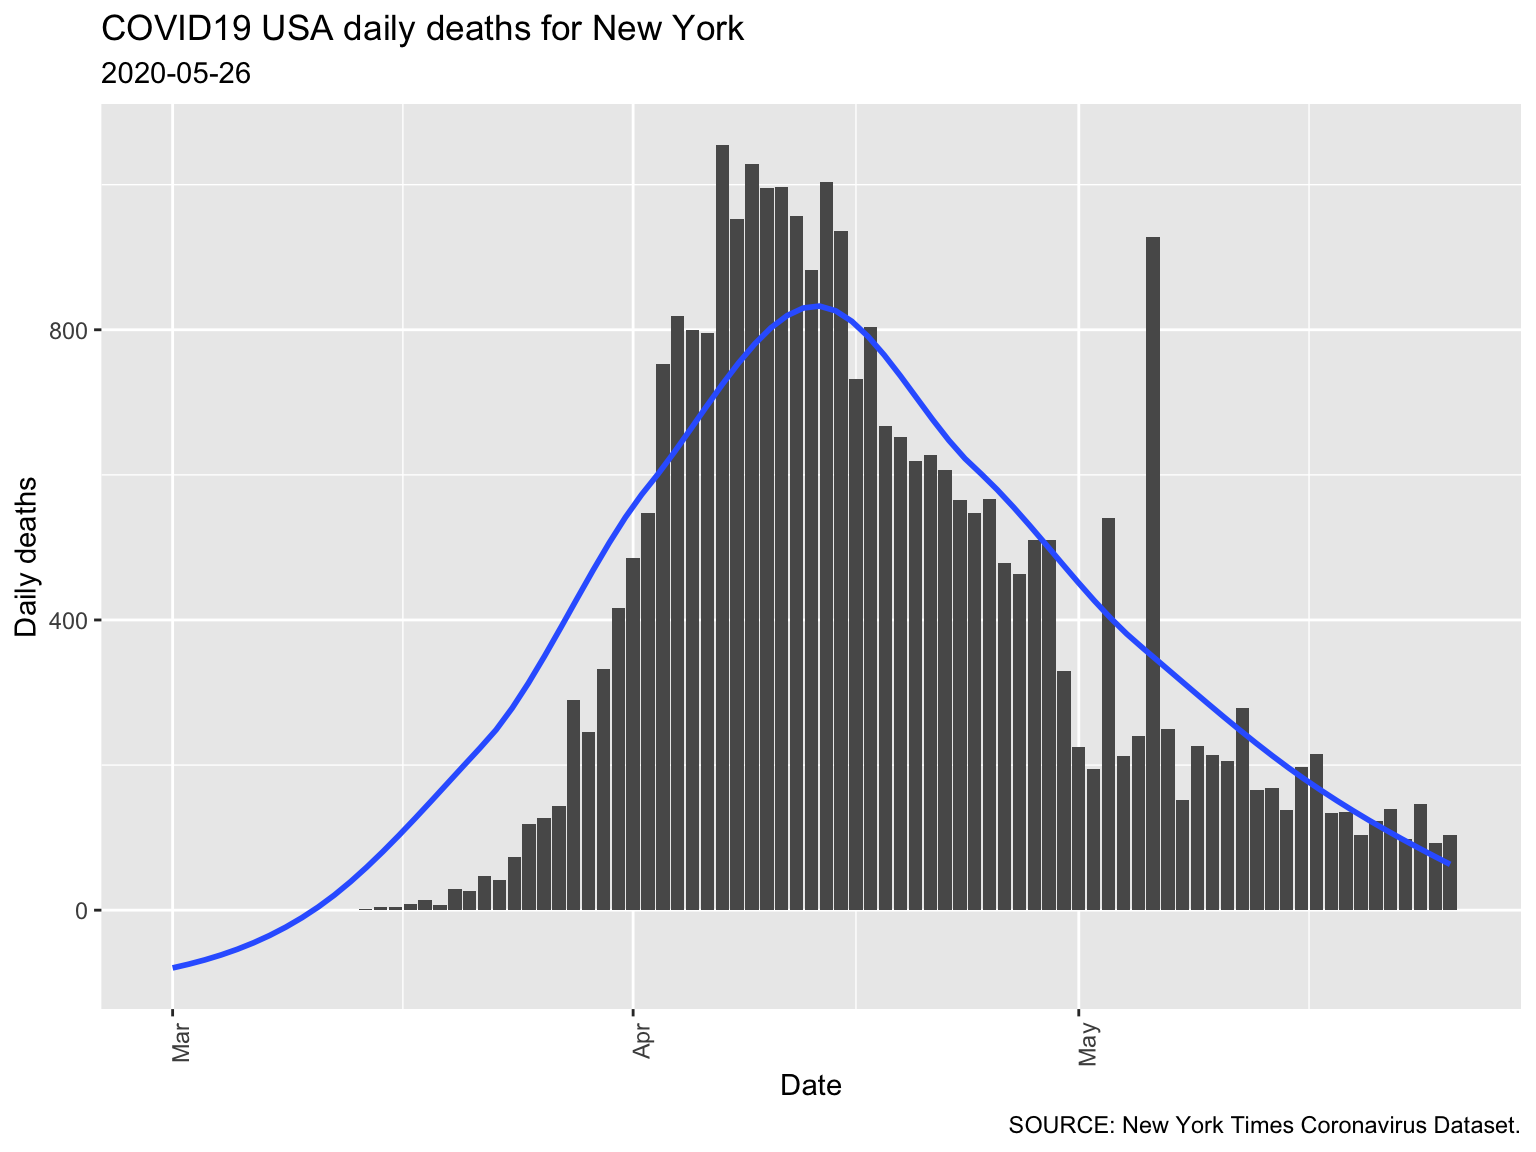 COVID19 USA daily deaths for New York
2020-05-26
Daily deaths
800
400
0
Mar
Apr
May
Date
SOURCE: New York Times Coronavirus Dataset.